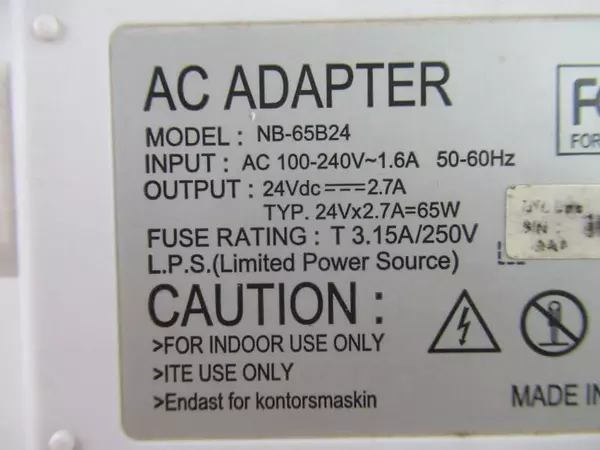 AC ADAPTER
MODEL : NB-65B24
INPUT : AC 100-240V~1.6A 50-60Hz
OUTPUT : 24Vdc⎓2.7A
TYP. 24Vx2.7A=65W
FUSE RATING : T 3.15A/250V
L.P.S.(Limited Power Source)
CAUTION :
>FOR INDOOR USE ONLY
>ITE USE ONLY
>Endast for kontorsmaskin
FOR
S/N :
MADE IN